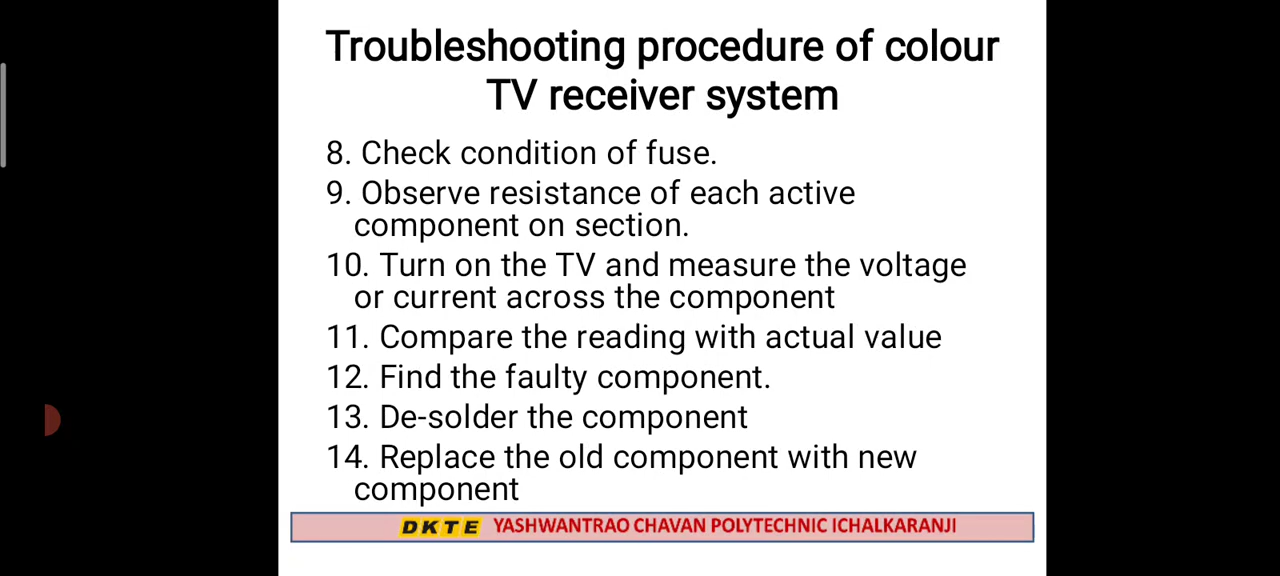 Troubleshooting procedure of colour
TV receiver system
8. Check condition of fuse.
9. Observe resistance of each active
component on section.
10. Turn on the TV and measure the voltage
or current across the component
11. Compare the reading with actual value
12. Find the faulty component.
13. De-solder the component
14. Replace the old component with new
component
DKTE YASHWANTRAO CHAVAN POLYTECHNIC ICHALKARANJI